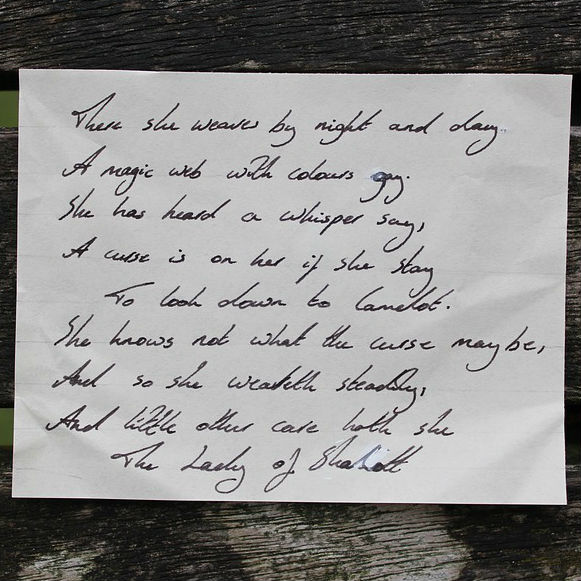 There she weaves by night and day
A magic web with colours gay.
She has heard a whisper say,
A curse is on her if she stay
To look down to Camelot.
She knows not what the curse may be,
And so she weaveth steadily,
And little other care hath she
The Lady of Shalott